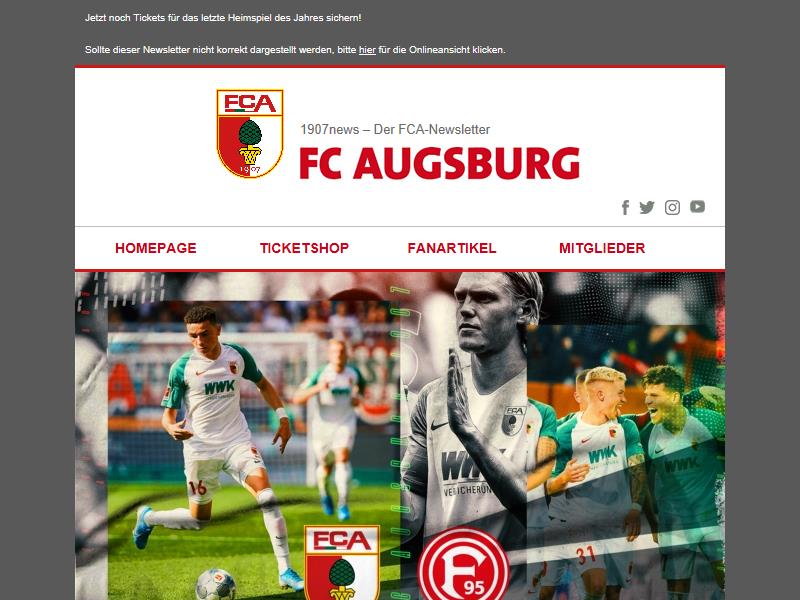 Jetzt noch Tickets für das letzte Heimspiel des Jahres sichern!
Sollte dieser Newsletter nicht korrekt dargestellt werden, bitte hier für die Onlineansicht klicken.
FCA
1907
1907news – Der FCA-Newsletter
FC AUGSBURG
HOMEPAGE TICKETSHOP FANARTIKEL MITGLIEDER
WWK
16
FCA
WWK
VERSICHERUN
WWK
WWK
31
FCA
F 95